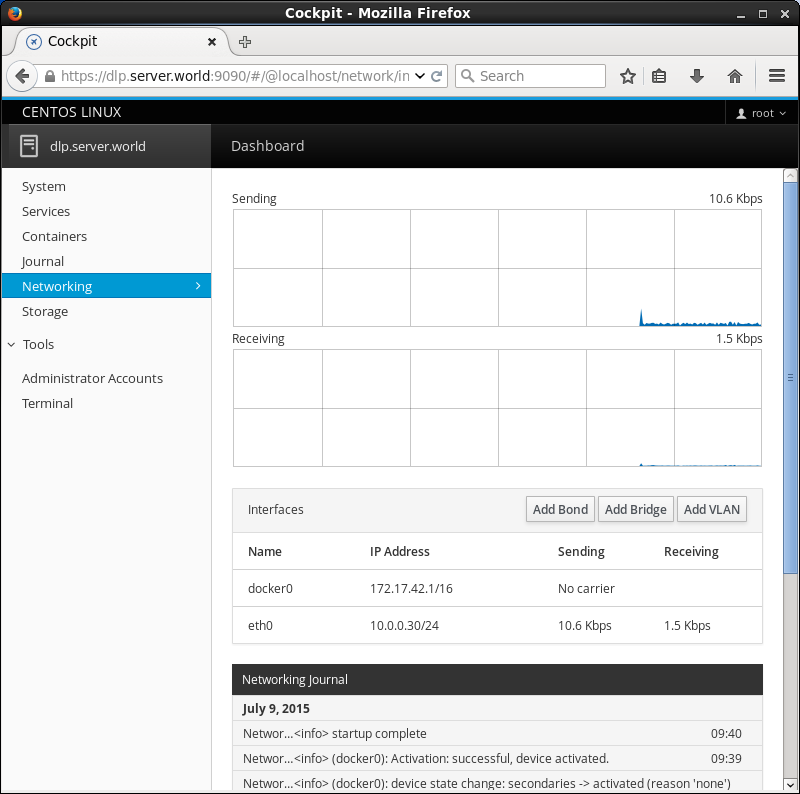 Cockpit - Mozilla Firefox
Cockpit
https://dlp.server.world:9090/#/@localhost/network/in
Search
CENTOS LINUX
root
dlp.server.world
Dashboard
System
Services
Containers
Journal
Networking
Storage
Tools
Administrator Accounts
Terminal
Sending 10.6 Kbps
Receiving 1.5 Kbps
Interfaces Add Bond Add Bridge Add VLAN
Name IP Address Sending Receiving
docker0 172.17.42.1/16 No carrier
eth0 10.0.0.30/24 10.6 Kbps 1.5 Kbps
Networking Journal
July 9, 2015
Networ...<info> startup complete 09:40
Networ...<info> (docker0): Activation: successful, device activated. 09:39
Networ...<info> (docker0): device state change: secondaries -> activated (reason 'none')